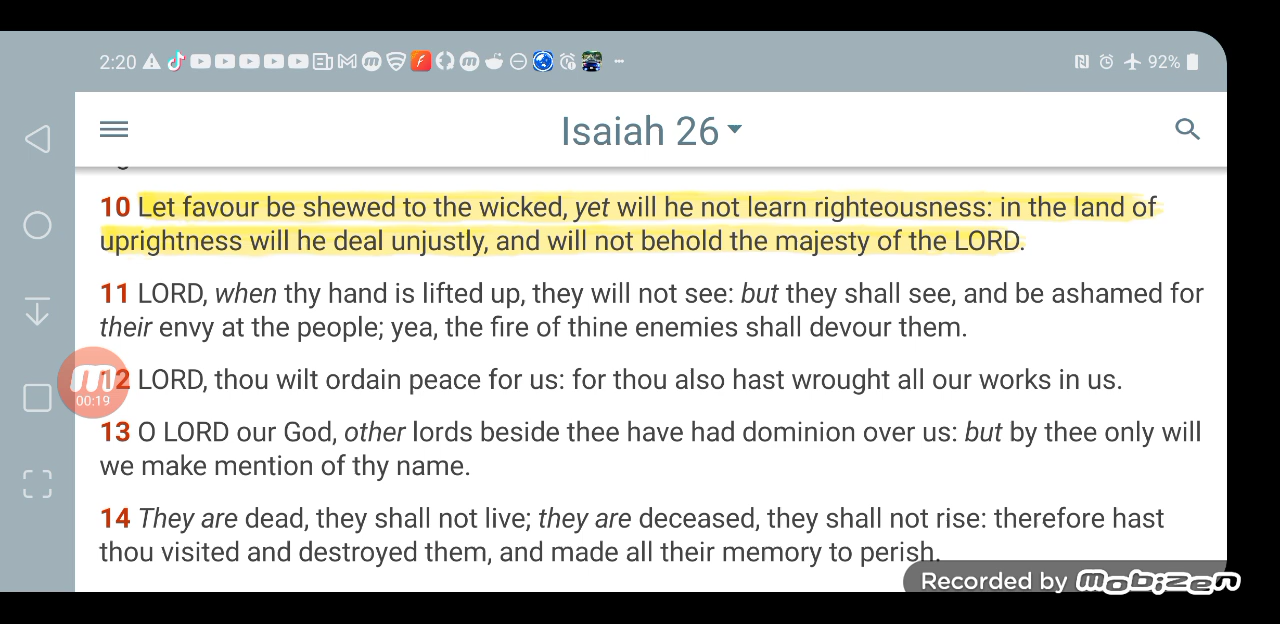 2:20 92%
Isaiah 26
10 Let favour be shewed to the wicked, yet will he not learn righteousness: in the land of
uprightness will he deal unjustly, and will not behold the majesty of the LORD.
11 LORD, when thy hand is lifted up, they will not see: but they shall see, and be ashamed for
their envy at the people; yea, the fire of thine enemies shall devour them.
12 LORD, thou wilt ordain peace for us: for thou also hast wrought all our works in us.
00:19
13 O LORD our God, other lords beside thee have had dominion over us: but by thee only will
we make mention of thy name.
14 They are dead, they shall not live; they are deceased, they shall not rise: therefore hast
thou visited and destroyed them, and made all their memory to perish.
Recorded by mobizen